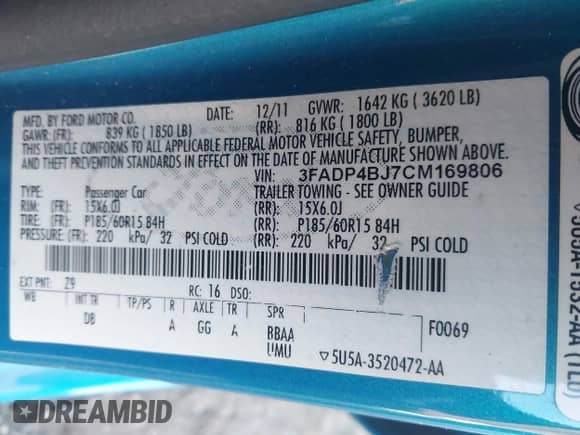 MFD. BY FORD MOTOR CO.
DATE: 12/11 GVWR: 1642 KG ( 3620 LB)
GAWR: (FR): 839 KG ( 1850 LB) (RR): 816 KG ( 1800 LB)
THIS VEHICLE CONFORMS TO ALL APPLICABLE FEDERAL MOTOR VEHICLE SAFETY, BUMPER,
AND THEFT PREVENTION STANDARDS IN EFFECT ON THE DATE OF MANUFACTURE SHOWN ABOVE.
VIN: 3FADP4BJ7CM169806
TYPE: Passenger Car TRAILER TOWING - SEE OWNER GUIDE
RIM: (FR): 15X6.0J (RR): 15X6.0J
TIRE: (FR): P185/60R15 84H (RR): P185/60R15 84H
PRESSURE: (FR): 220 kPa/ 32 PSI COLD (RR): 220 kPa/ 32 PSI COLD
EXT PNT: Z9 RC: 16 DSO:
WB INT TR TP/PS R AXLE TR SPR F0069
DB A GG A BBAA
UMU ▽5U5A-3520472-AA
DREAMBID